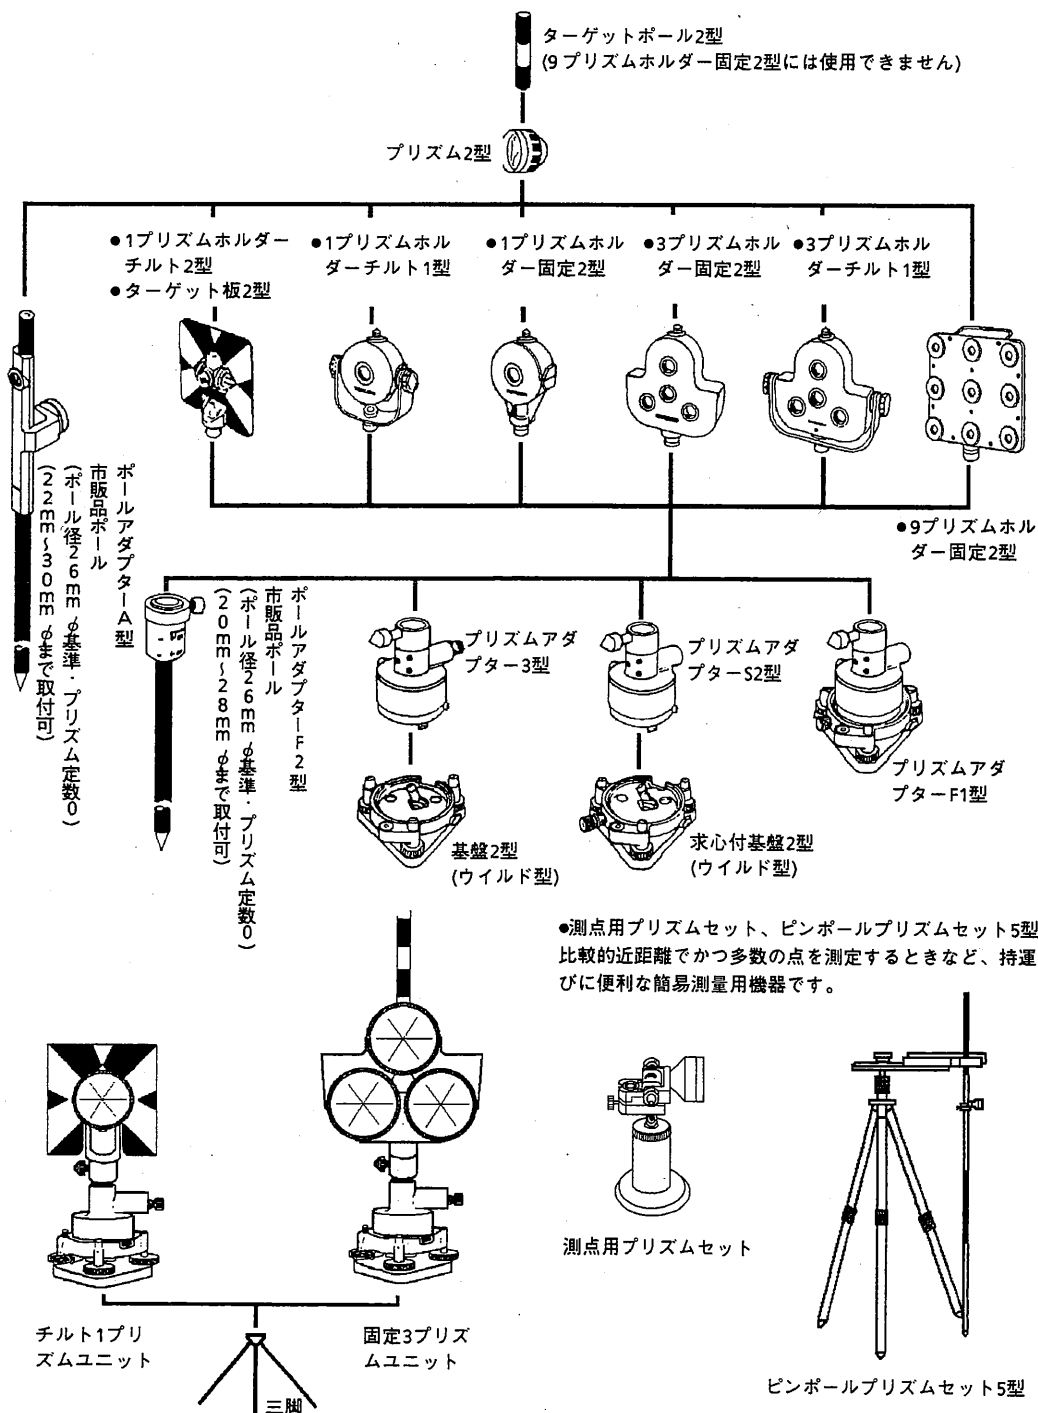 ターゲットポール2型
(9プリズムホルダー固定2型には使用できません)
プリズム2型
●1プリズムホルダー
チルト2型
●ターゲット板2型
●1プリズムホル
ダーチルト1型
●1プリズムホル
ダー固定2型
●3プリズムホル
ダー固定2型
●3プリズムホル
ダーチルト1型
●9プリズムホル
ダー固定2型
ポールアダプターA型
市販品ポール
(ポール径26mmφ基準・プリズム定数0)
(22mm~30mmφまで取付可)
ポールアダプターF2型
市販品ポール
(ポール径26mmφ基準・プリズム定数0)
(20mm~28mmφまで取付可)
プリズムアダ
プター3型
プリズムアダ
プターS2型
プリズムアダ
プターF1型
基盤2型
(ウイルド型)
求心付基盤2型
(ウイルド型)
●測点用プリズムセット、ピンポールプリズムセット5型
比較的近距離でかつ多数の点を測定するときなど、持運
びに便利な簡易測量用機器です。
測点用プリズムセット
チルト1プリ
ズムユニット
固定3プリズ
ムユニット
三脚
ピンポールプリズムセット5型